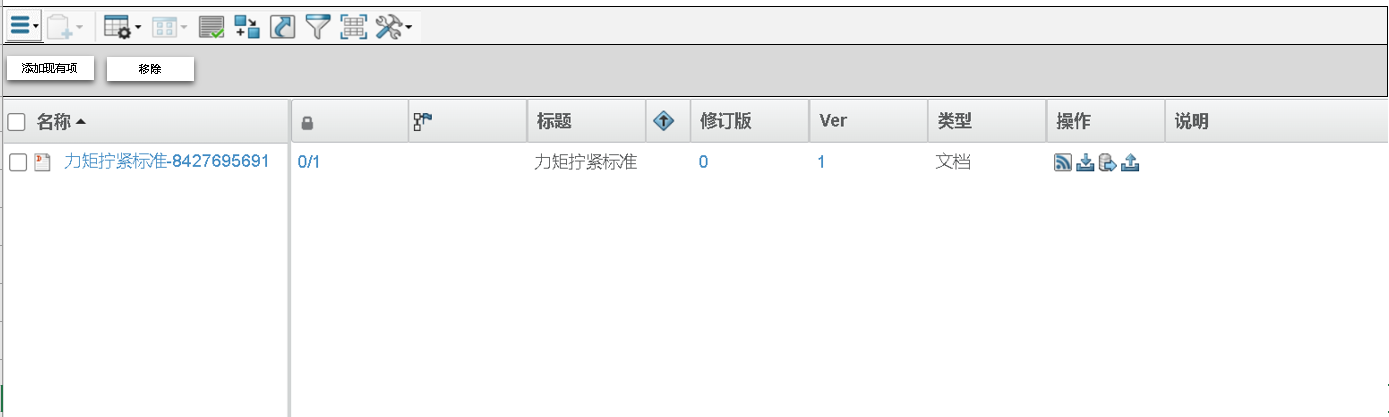 添加现有项 移除
名称 标题 修订版 Ver 类型 操作 说明
力矩拧紧标准-8427695691 0/1 力矩拧紧标准 0 1 文档